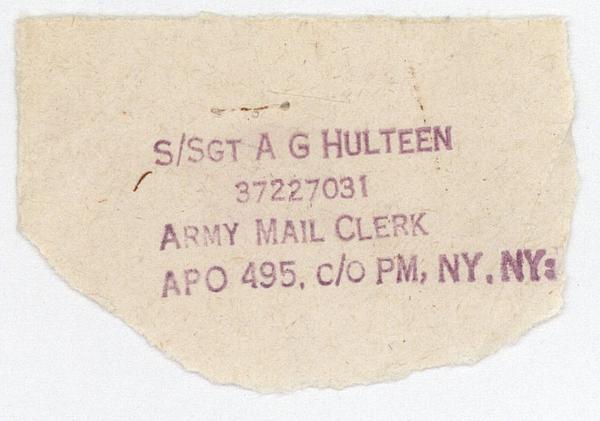 S/SGT A G HULTEEN
37227031
ARMY MAIL CLERK
APO 495, c/o PM, NY, NY: